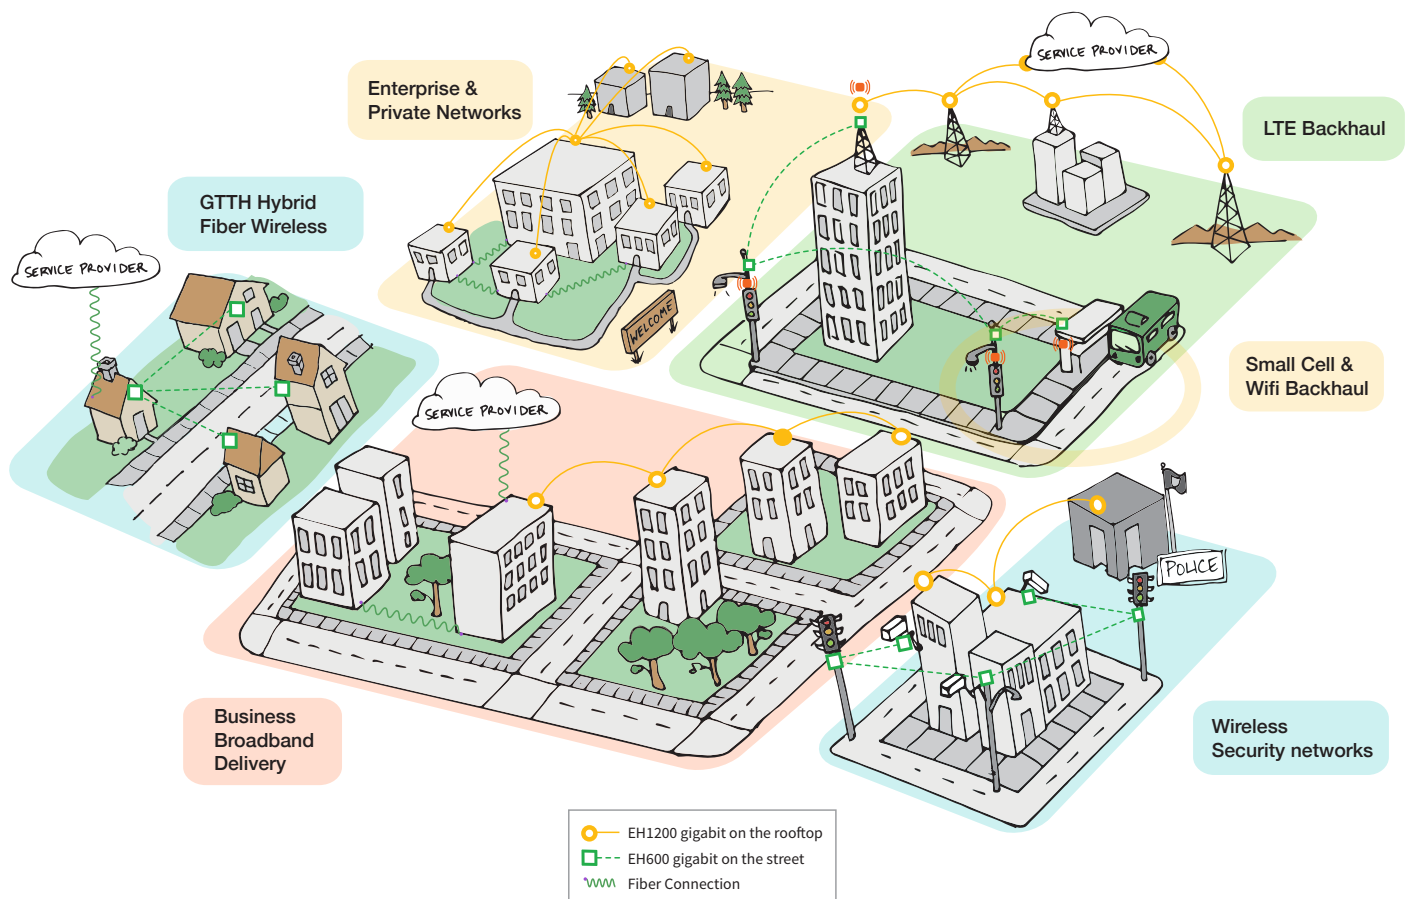 SERVICE PROVIDER
Enterprise &
Private Networks
LTE Backhaul
GTTH Hybrid
Fiber Wireless
SERVICE PROVIDER
WELCOME
Small Cell &
Wifi Backhaul
SERVICE PROVIDER
POLICE
Business
Broadband
Delivery
Wireless
Security networks
EH1200 gigabit on the rooftop
EH600 gigabit on the street
Fiber Connection